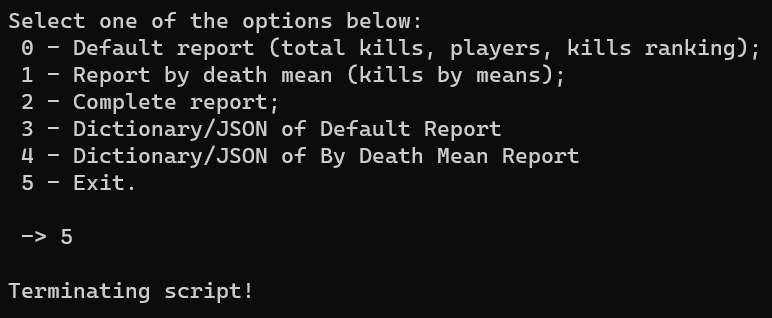 Select one of the options below:
0 – Default report (total kills, players, kills ranking);
1 – Report by death mean (kills by means);
2 – Complete report;
3 – Dictionary/JSON of Default Report
4 – Dictionary/JSON of By Death Mean Report
5 – Exit.
–> 5
Terminating script!